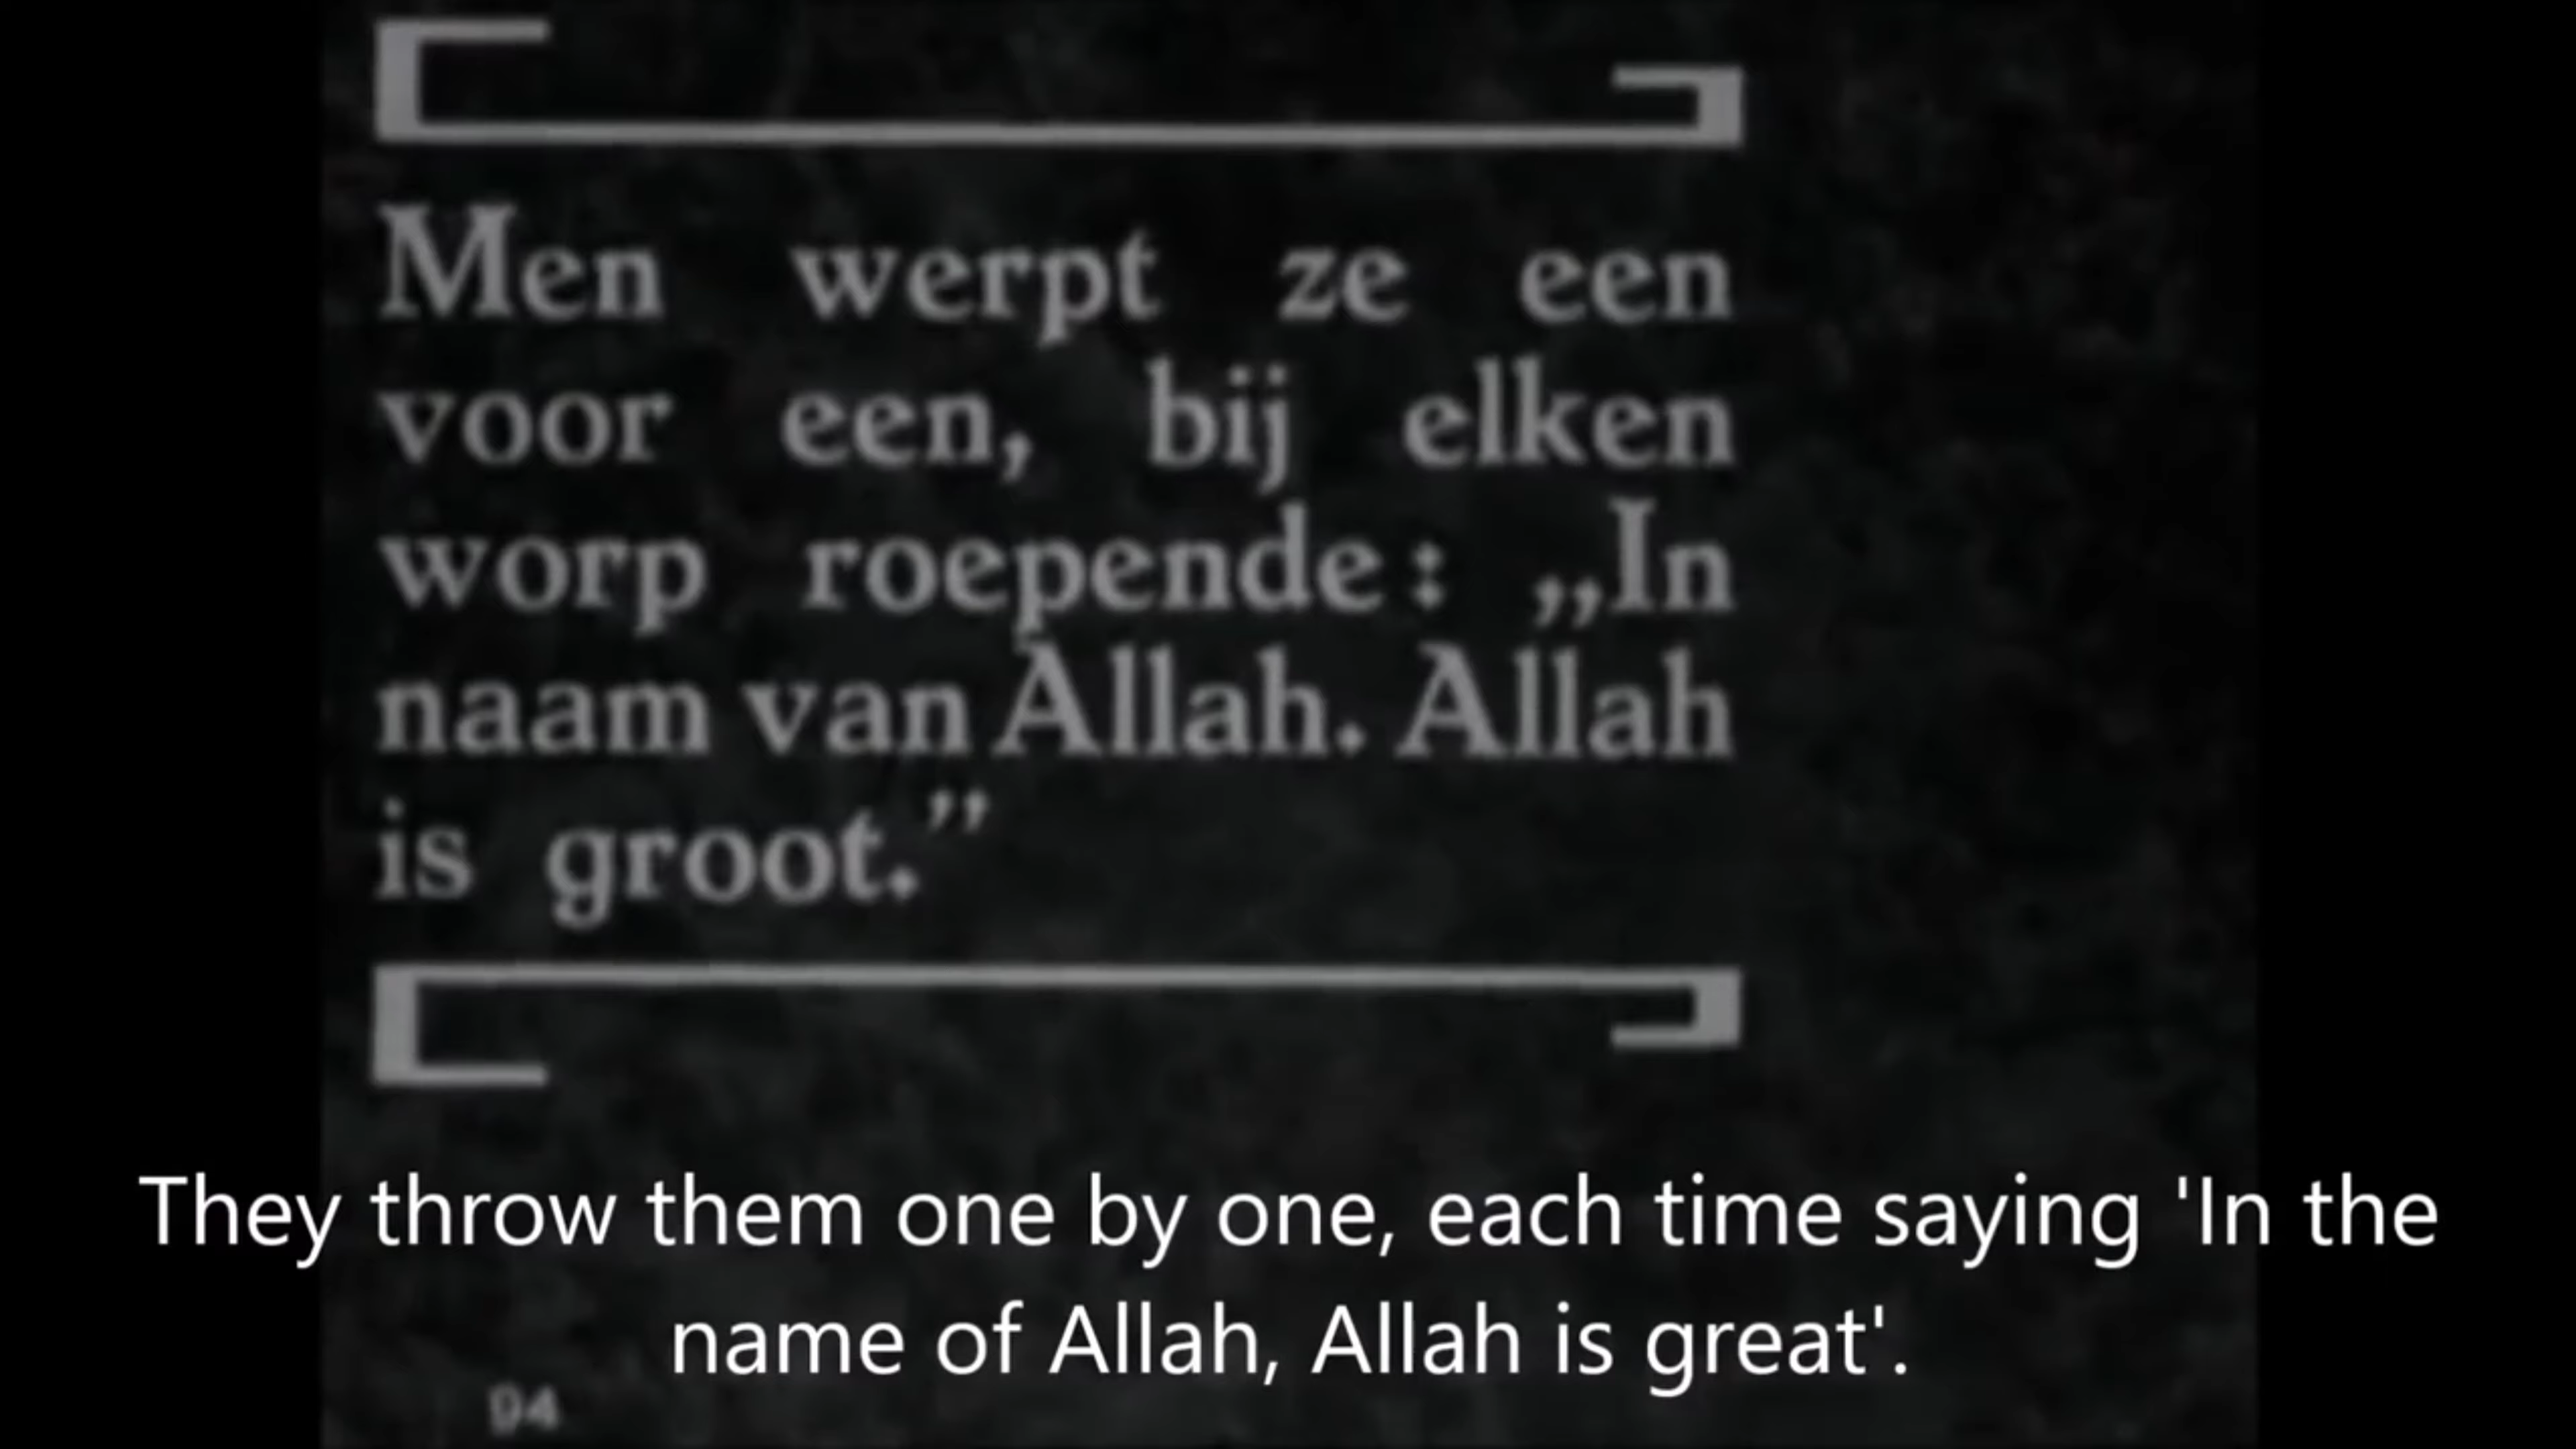 Men werpt ze een
voor een, bij elken
worp roepende: „In
naam van Allah. Allah
is groot.”
They throw them one by one, each time saying 'In the
name of Allah, Allah is great'.
94